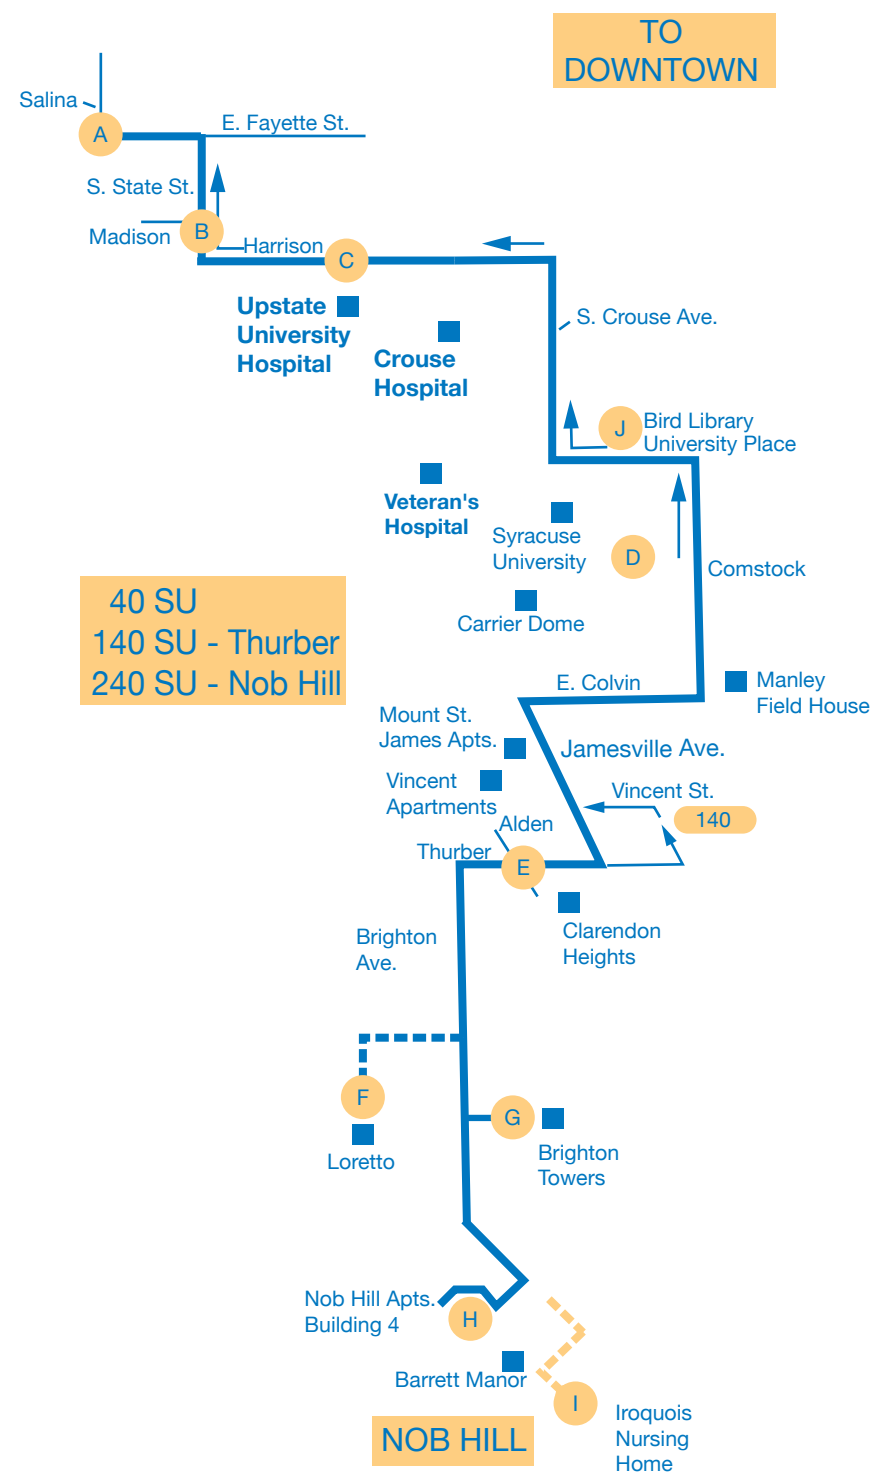 TO
DOWNTOWN
Salina
A
E. Fayette St.
S. State St.
Madison
B
Harrison
C
Upstate
University
Hospital
Crouse
Hospital
S. Crouse Ave.
J
Bird Library
University Place
Veteran's
Hospital
Syracuse
University
D
Comstock
Carrier Dome
40 SU
140 SU - Thurber
240 SU - Nob Hill
E. Colvin
Manley
Field House
Mount St.
James Apts.
Jamesville Ave.
Vincent
Apartments
Vincent St.
140
Alden
Thurber
E
Clarendon
Heights
Brighton
Ave.
F
Loretto
G
Brighton
Towers
Nob Hill Apts.
Building 4
H
Barrett Manor
I
Iroquois
Nursing
Home
NOB HILL